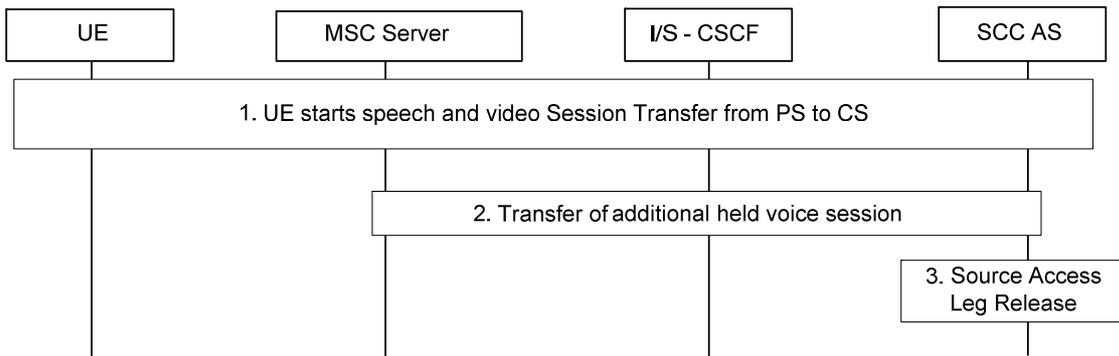 UE
MSC Server
I/S - CSCF
SCC AS
1. UE starts speech and video Session Transfer from PS to CS
2. Transfer of additional held voice session
3. Source Access
Leg Release